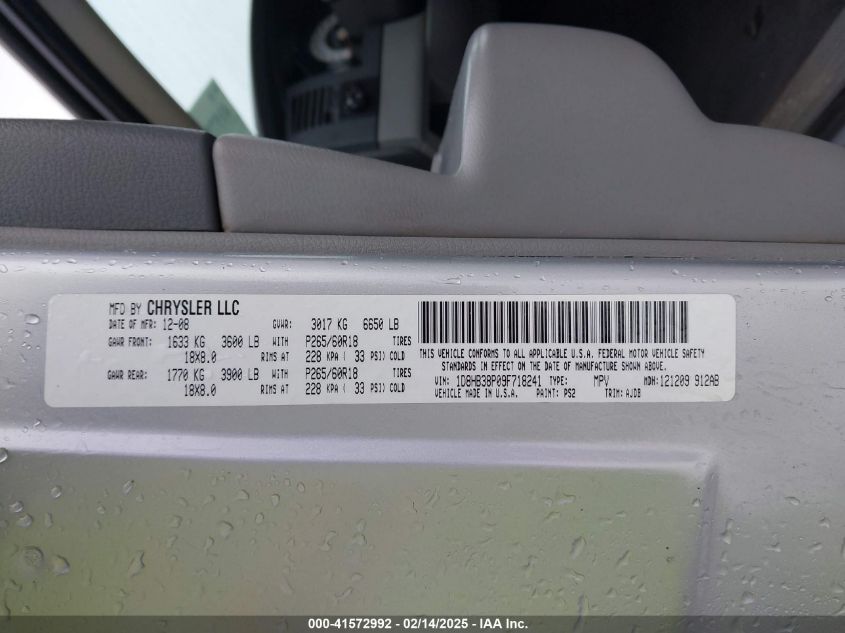 MFD BY CHRYSLER LLC
DATE OF MFR: 12-08 GVWR: 3017 KG 6650 LB
GAWR FRONT: 1633 KG 3600 LB WITH P265/60R18 TIRES
18X8.0 RIMS AT 228 KPA ( 33 PSI) COLD
GAWR REAR: 1770 KG 3900 LB WITH P265/60R18 TIRES
18X8.0 RIMS AT 228 KPA ( 33 PSI) COLD
THIS VEHICLE CONFORMS TO ALL APPLICABLE U.S.A. FEDERAL MOTOR VEHICLE SAFETY
STANDARDS IN EFFECT ON THE DATE OF MANUFACTURE SHOWN ABOVE.
VIN: 1D8HB38P09F718241 TYPE: MPV MDH: 121209 912AB
VEHICLE MADE IN U.S.A. PAINT: PS2 TRIM: AJDB
000-41572992 - 02/14/2025 - IAA Inc.